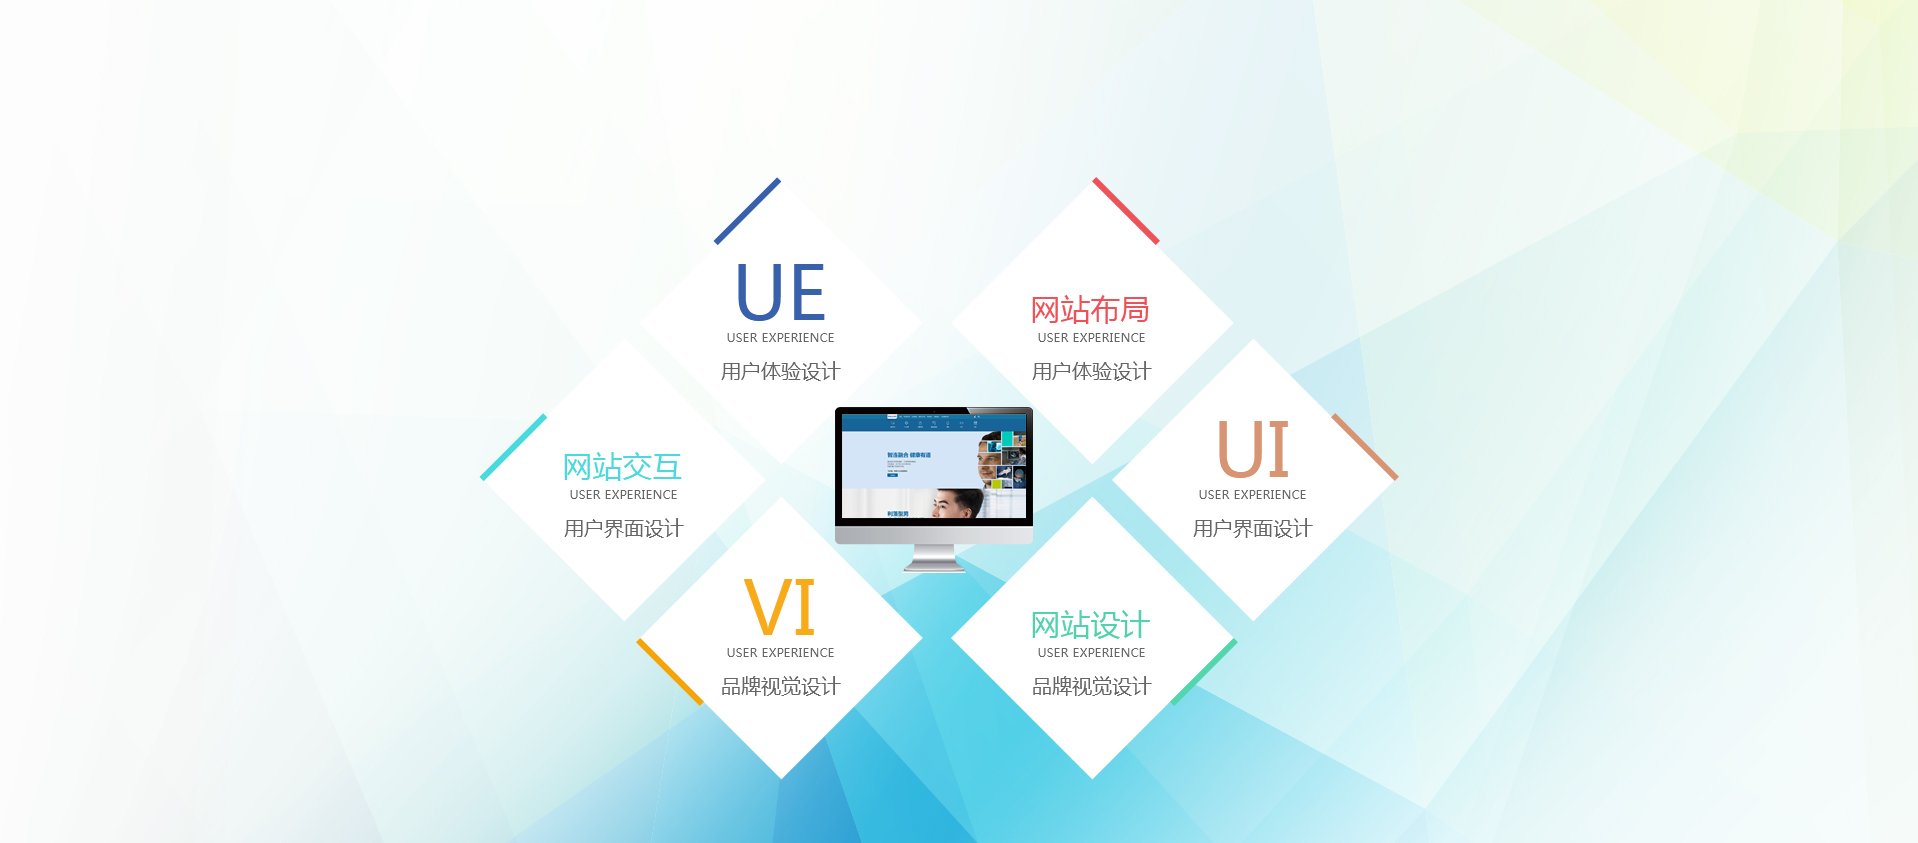 UE
USER EXPERIENCE
用户体验设计
网站布局
USER EXPERIENCE
用户体验设计
网站交互
USER EXPERIENCE
用户界面设计
UI
USER EXPERIENCE
用户界面设计
VI
USER EXPERIENCE
品牌视觉设计
网站设计
USER EXPERIENCE
品牌视觉设计